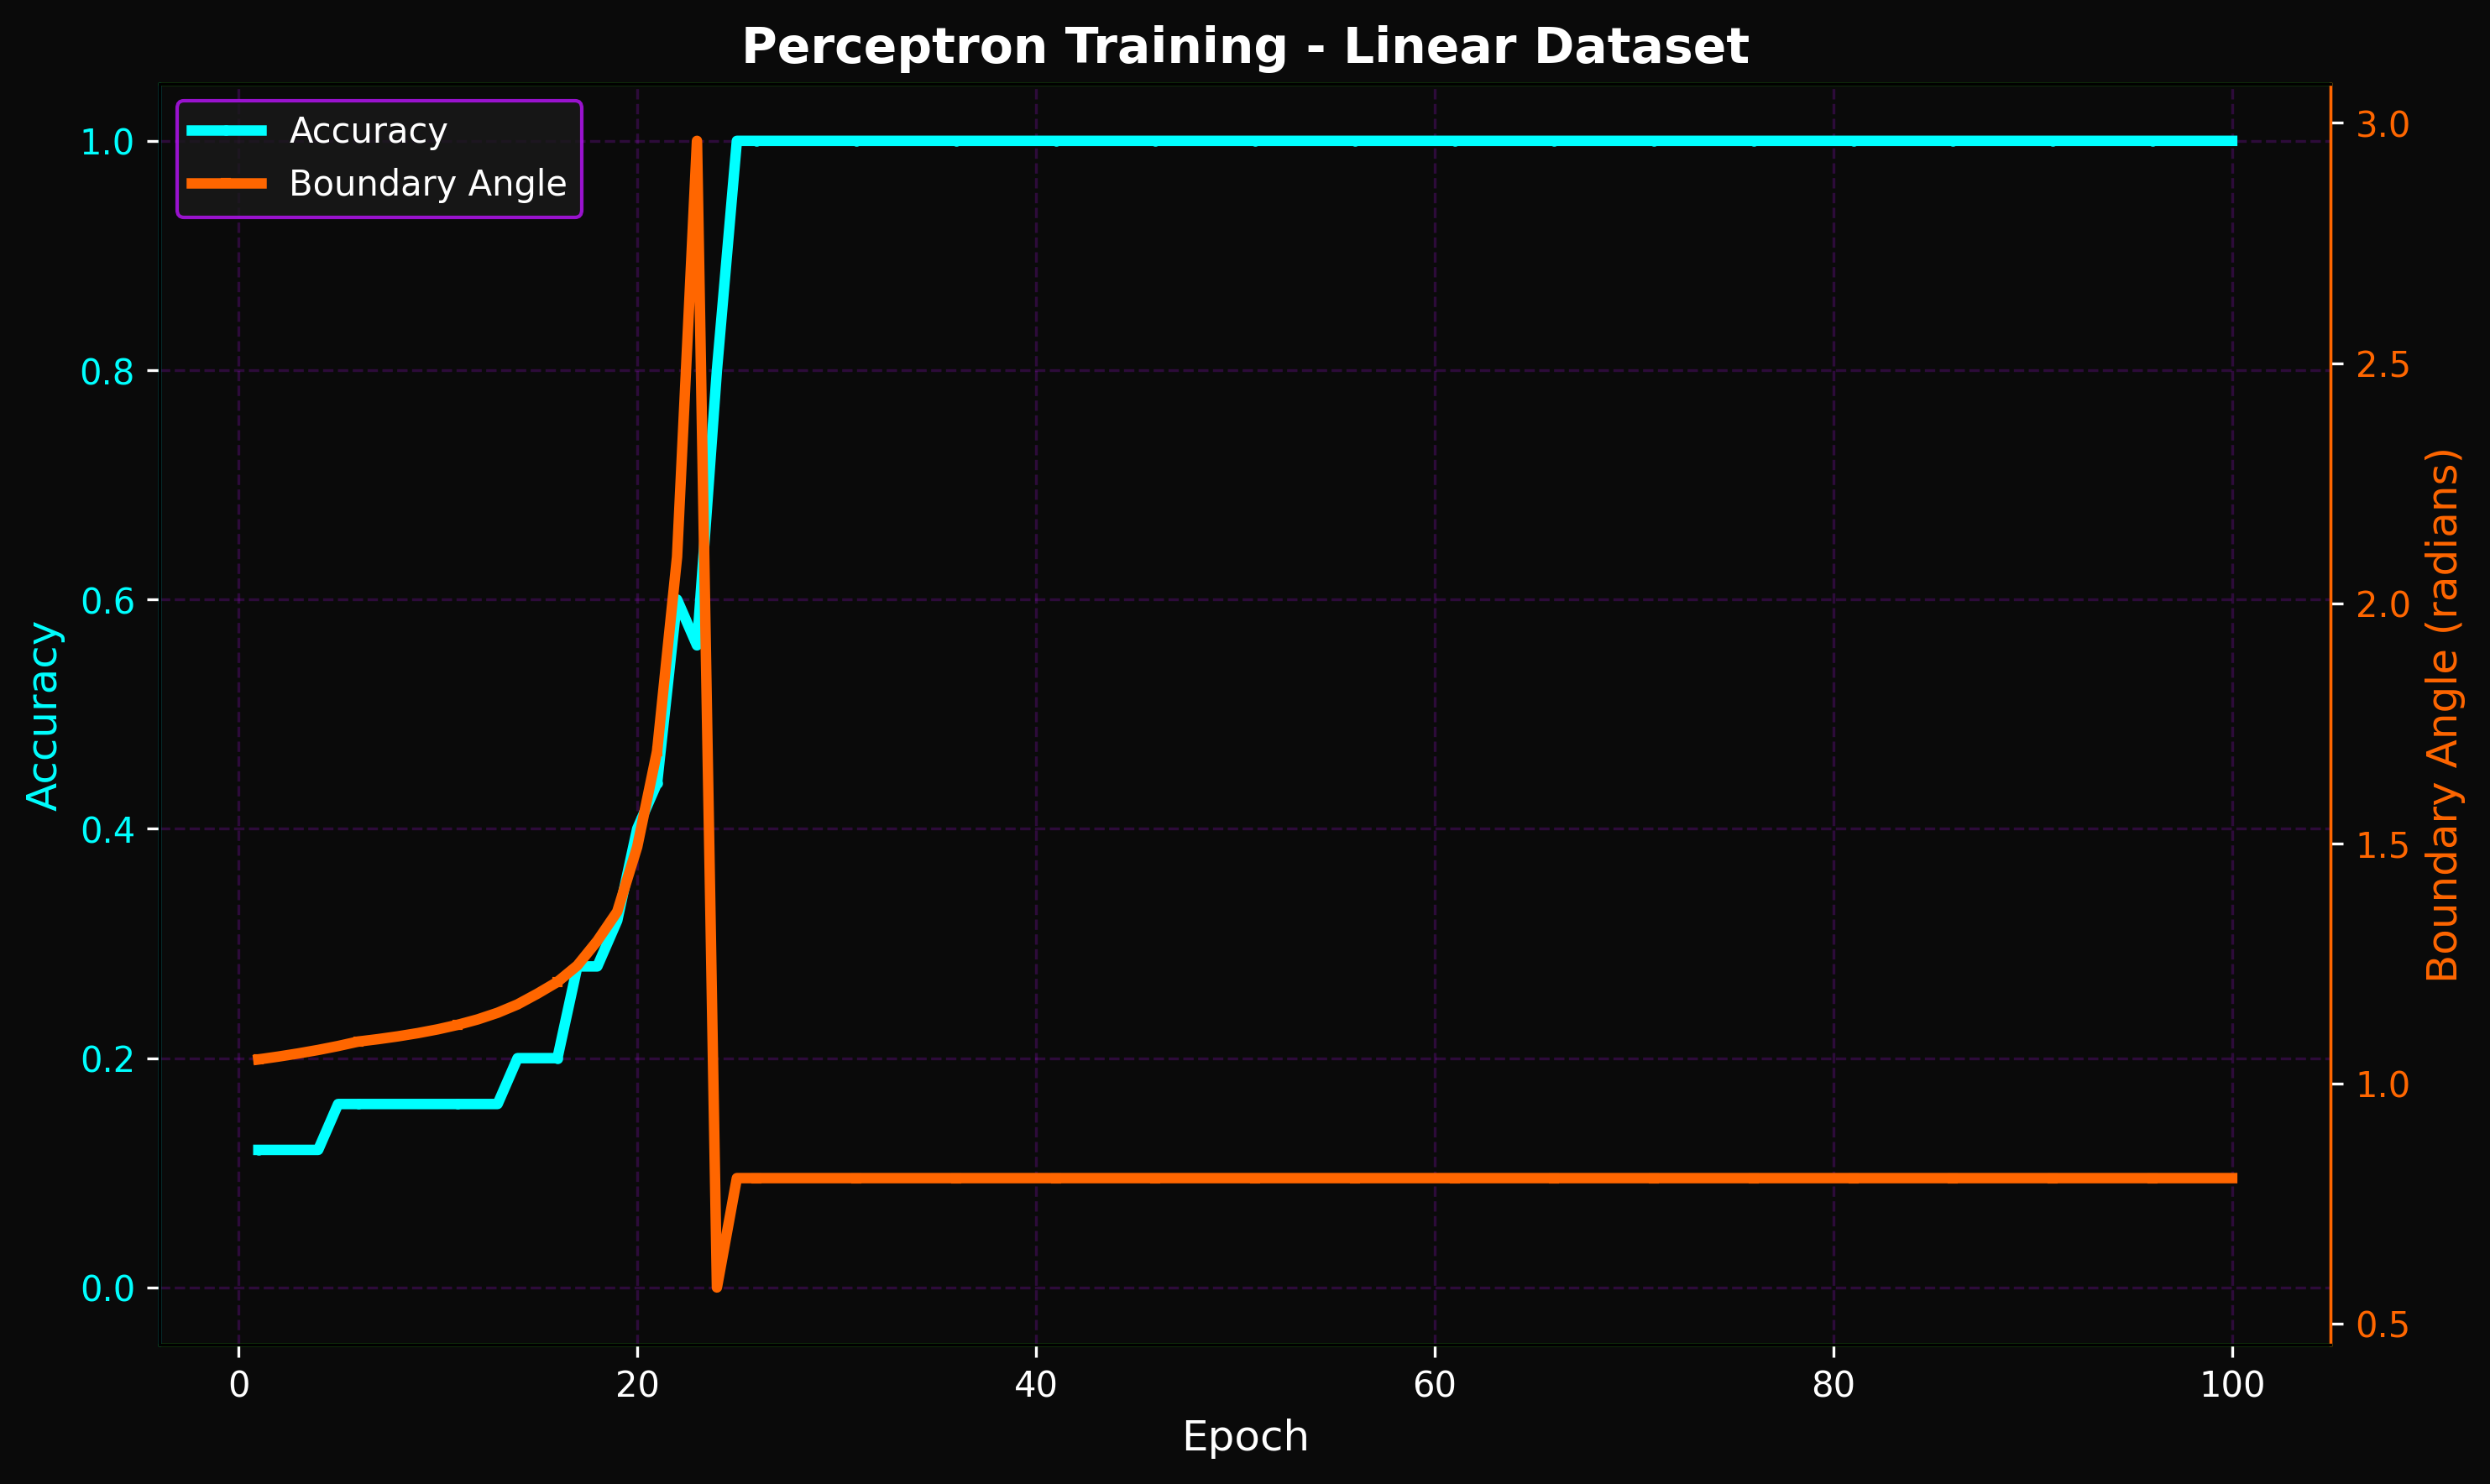 Perceptron Training - Linear Dataset
Accuracy
Boundary Angle
1.0
0.8
0.6
0.4
0.2
0.0
Accuracy
3.0
2.5
2.0
1.5
1.0
0.5
Boundary Angle (radians)
0 20 40 60 80 100
Epoch